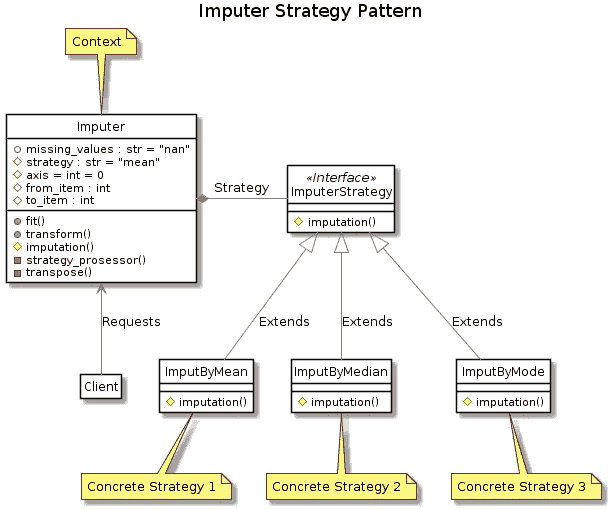 Imputer Strategy Pattern
Context
Imputer
missing_values : str = "nan"
strategy : str = "mean"
axis = int = 0
from_item : int
to_item : int
fit()
transform()
imputation()
strategy_prosessor()
transpose()
Strategy
«Interface»
ImputerStrategy
imputation()
Requests
Extends
Extends
Extends
Client
ImputByMean
imputation()
ImputByMedian
imputation()
ImputByMode
imputation()
Concrete Strategy 1
Concrete Strategy 2
Concrete Strategy 3